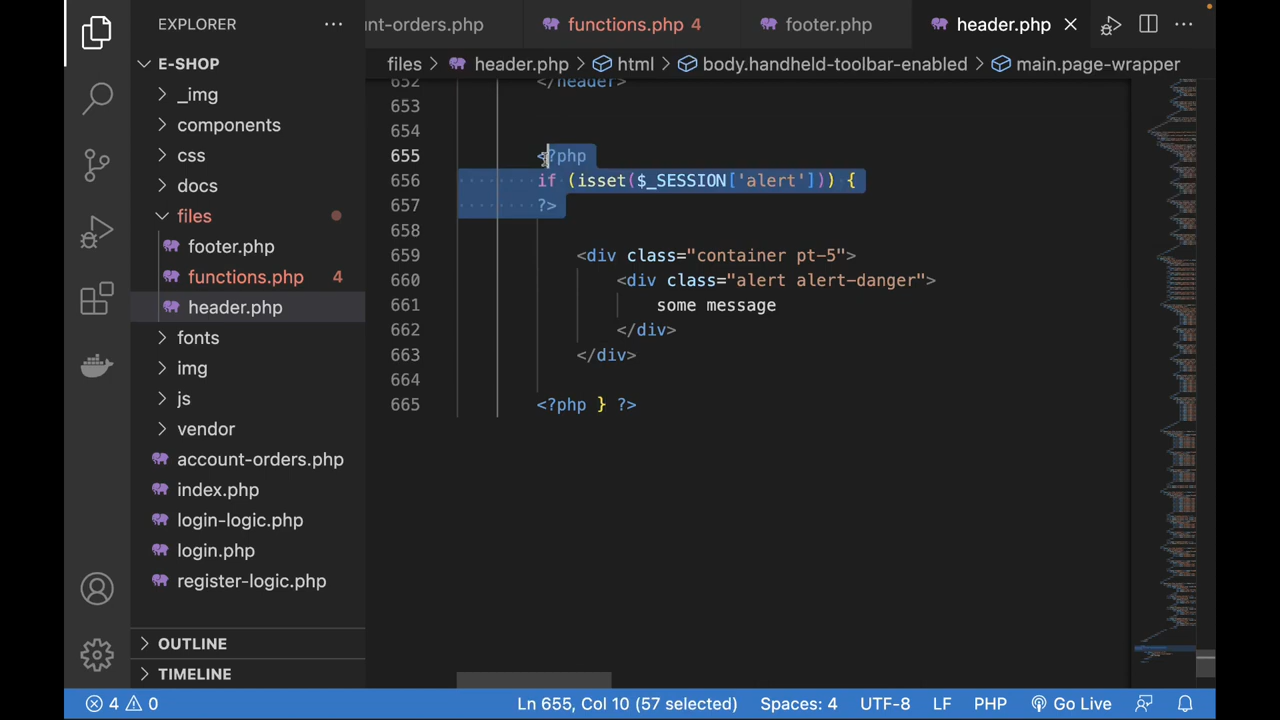 EXPLORER
E-SHOP
_img
components
css
docs
files
footer.php
functions.php 4
header.php
fonts
img
js
vendor
account-orders.php
index.php
login-logic.php
login.php
register-logic.php
OUTLINE
TIMELINE
unt-orders.php functions.php 4 footer.php header.php
files header.php html body.handheld-toolbar-enabled main.page-wrapper
652 </header>
653
654
655 <?php
656 if (isset($_SESSION['alert'])) {
657 ?>
658
659 <div class="container pt-5">
660 <div class="alert alert-danger">
661 some message
662 </div>
663 </div>
664
665 <?php } ?>
4 0 Ln 655, Col 10 (57 selected) Spaces: 4 UTF-8 LF PHP Go Live